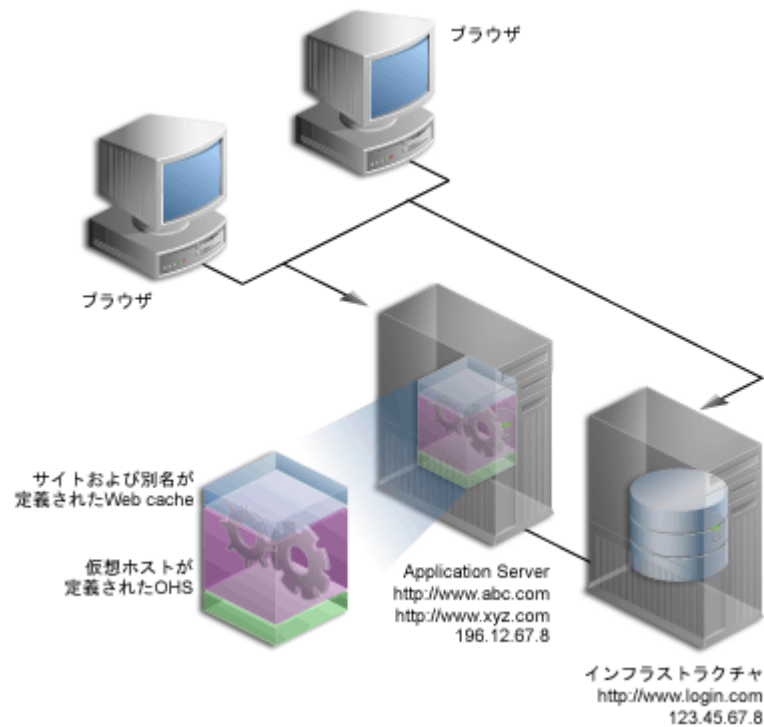 ブラウザ
ブラウザ
サイトおよび別名が
定義されたWeb cache
仮想ホストが
定義されたOHS
Application Server
http://www.abc.com
http://www.xyz.com
196.12.67.8
インフラストラクチャ
http://www.login.com
123.45.67.8